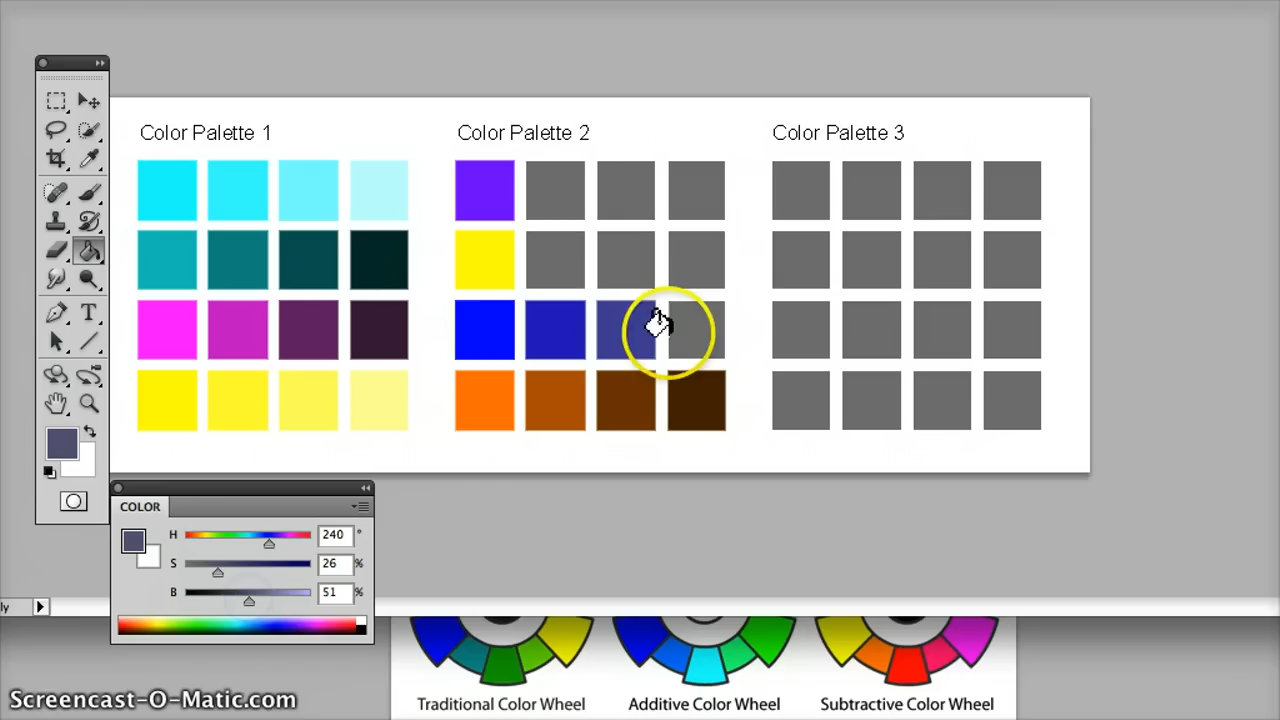 Color Palette 1
Color Palette 2
Color Palette 3
COLOR
H 240 °
S 26 %
B 51 %
ly
Traditional Color Wheel
Additive Color Wheel
Subtractive Color Wheel
Screencast-O-Matic.com